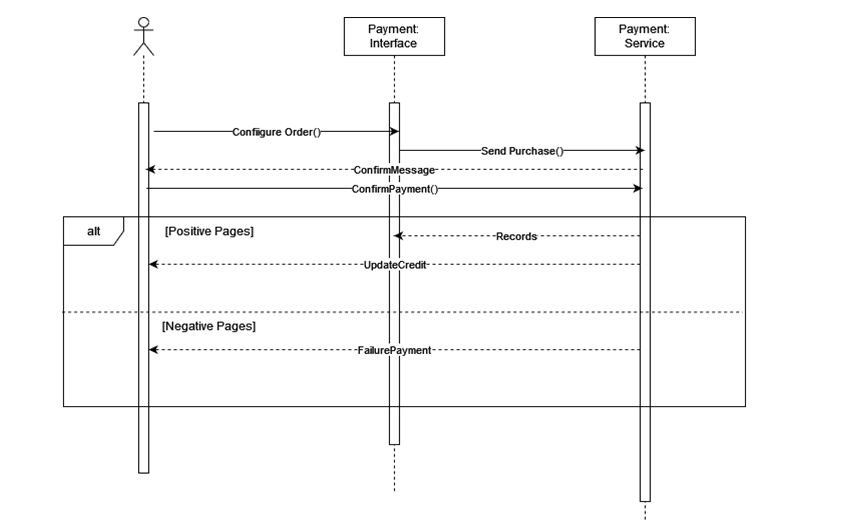 Payment:
Interface
Payment:
Service
Confiigure Order()
Send Purchase()
ConfirmMessage
ConfirmPayment()
alt
[Positive Pages]
Records
UpdateCredit
[Negative Pages]
FailurePayment